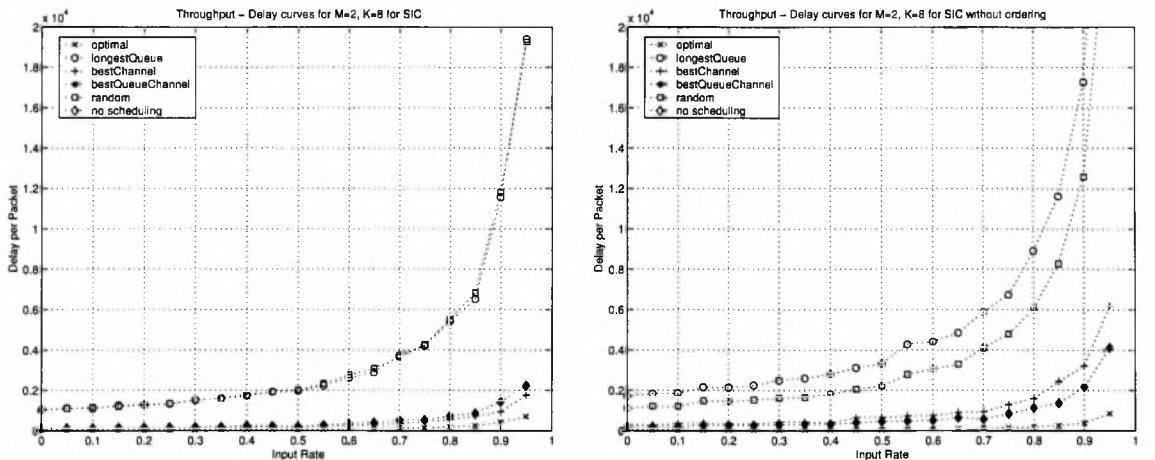 Throughput – Delay curves for M=2, K=8 for SIC
2 x 10⁴
optimal
longestQueue
bestChannel
bestQueueChannel
random
no scheduling
1.8
1.6
1.4
1.2
1
0.8
0.6
0.4
0.2
0
Delay per Packet
0 0.1 0.2 0.3 0.4 0.5 0.6 0.7 0.8 0.9 1
Input Rate
Throughput – Delay curves for M=2, K=8 for SIC without ordering
2 x 10⁴
optimal
longestQueue
bestChannel
bestQueueChannel
random
no scheduling
1.8
1.6
1.4
1.2
1
0.8
0.6
0.4
0.2
0
Delay per Packet
0 0.1 0.2 0.3 0.4 0.5 0.6 0.7 0.8 0.9 1
Input Rate